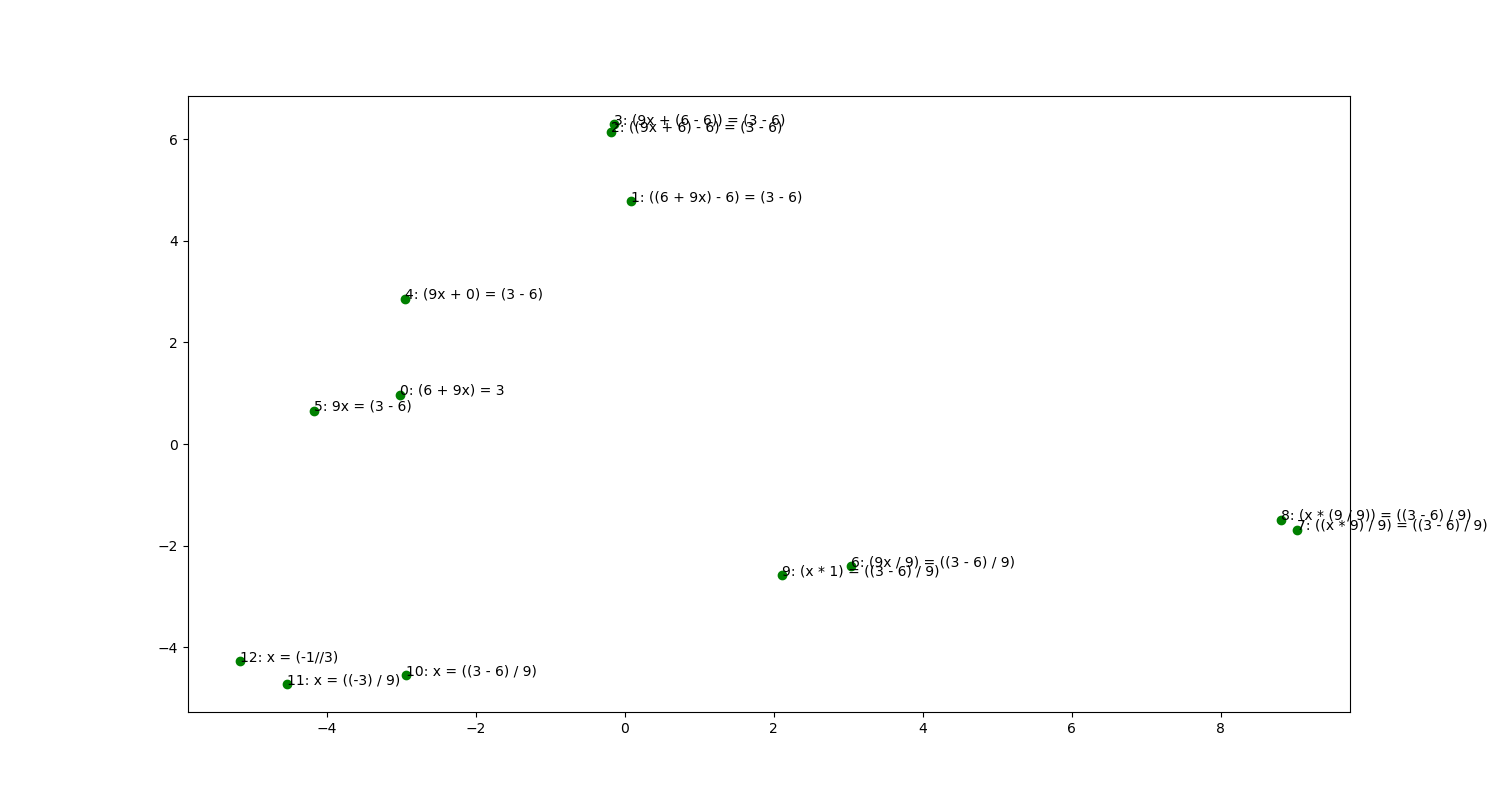 3: (9x + (6 - 6)) = (3 - 6)
2: ((9x + 6) - 6) = (3 - 6)
1: ((6 + 9x) - 6) = (3 - 6)
4: (9x + 0) = (3 - 6)
0: (6 + 9x) = 3
5: 9x = (3 - 6)
8: (x * (9 / 9)) = ((3 - 6) / 9)
7: ((x * 9) / 9) = ((3 - 6) / 9)
6: (9x / 9) = ((3 - 6) / 9)
9: (x * 1) = ((3 - 6) / 9)
12: x = (-1//3)
10: x = ((3 - 6) / 9)
11: x = ((-3) / 9)
6
4
2
0
−2
−4
−4 −2 0 2 4 6 8